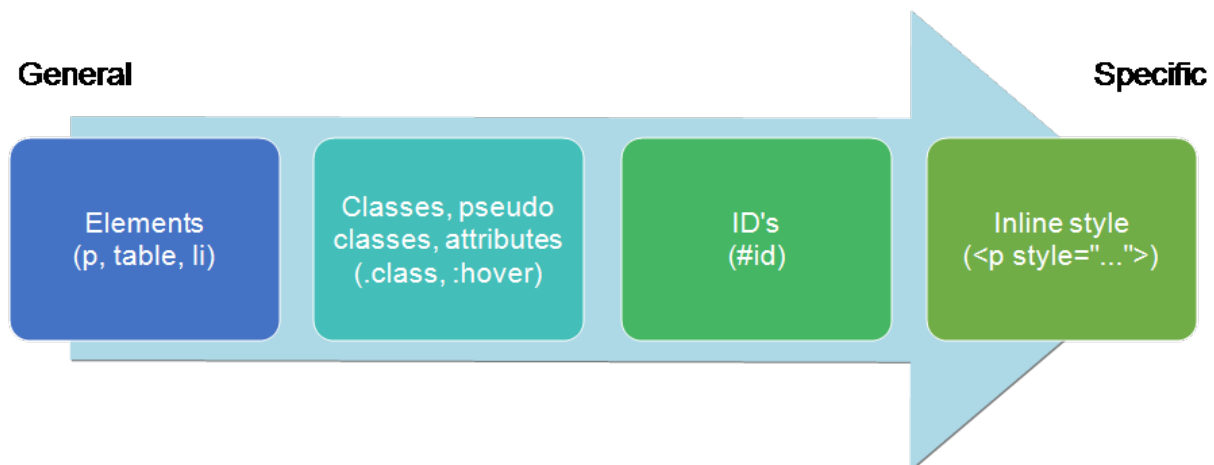 General
Specific
Elements
(p, table, li)
Classes, pseudo
classes, attributes
(.class, :hover)
ID's
(#id)
Inline style
(<p style="...">)